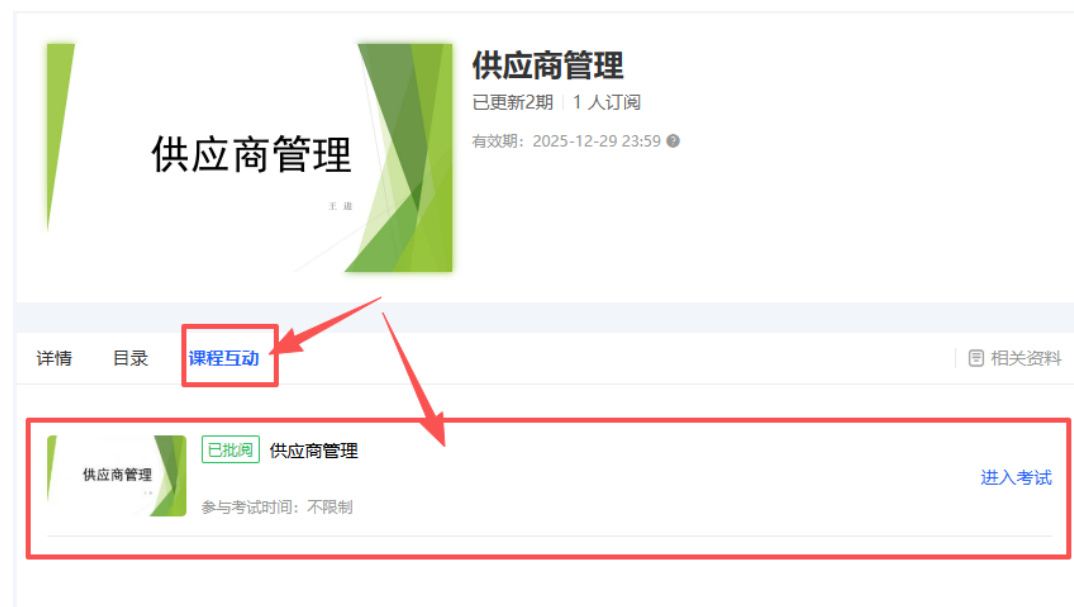 供应商管理
王 进
供应商管理
已更新2期 1 人订阅
有效期：2025-12-29 23:59
详情 目录 课程互动 相关资料
供应商管理
已批阅 供应商管理
参与考试时间：不限制
进入考试